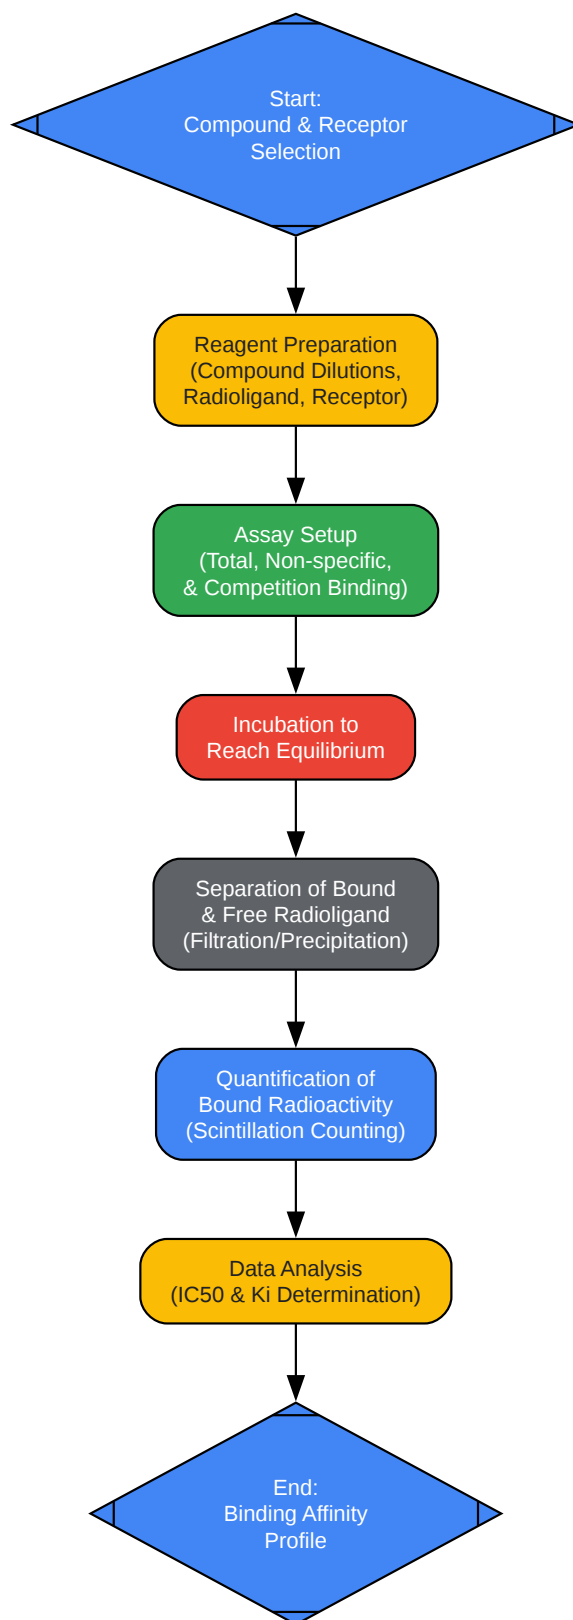 Start:
Compound & Receptor
Selection
Reagent Preparation
(Compound Dilutions,
Radioligand, Receptor)
Assay Setup
(Total, Non-specific,
& Competition Binding)
Incubation to
Reach Equilibrium
Separation of Bound
& Free Radioligand
(Filtration/Precipitation)
Quantification of
Bound Radioactivity
(Scintillation Counting)
Data Analysis
(IC50 & Ki Determination)
End:
Binding Affinity
Profile